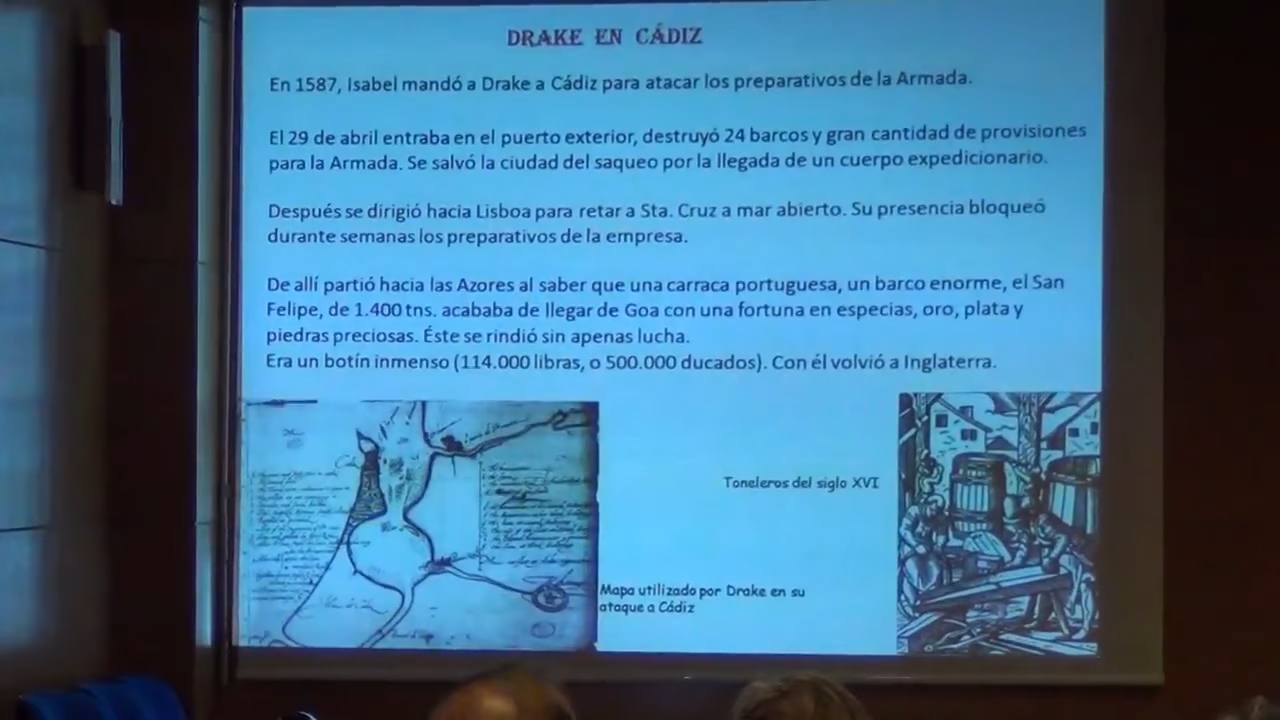 DRAKE EN CÁDIZ
En 1587, Isabel mandó a Drake a Cádiz para atacar los preparativos de la Armada.
El 29 de abril entraba en el puerto exterior, destruyó 24 barcos y gran cantidad de provisiones
para la Armada. Se salvó la ciudad del saqueo por la llegada de un cuerpo expedicionario.
Después se dirigió hacia Lisboa para retar a Sta. Cruz a mar abierto. Su presencia bloqueó
durante semanas los preparativos de la empresa.
De allí partió hacia las Azores al saber que una carraca portuguesa, un barco enorme, el San
Felipe, de 1.400 tns. acababa de llegar de Goa con una fortuna en especias, oro, plata y
piedras preciosas. Éste se rindió sin apenas lucha.
Era un botín inmenso (114.000 libras, o 500.000 ducados). Con él volvió a Inglaterra.
Toneleros del siglo XVI
Mapa utilizado por Drake en su
ataque a Cádiz